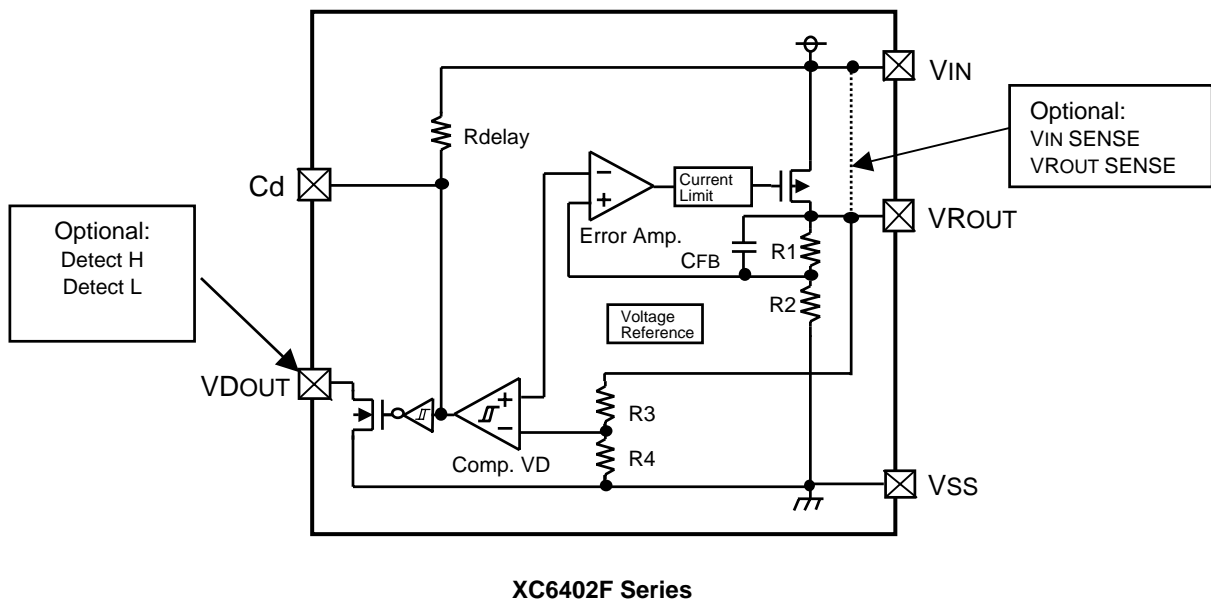 VIN
Optional:
VIN SENSE
VROUT SENSE
Rdelay
Cd
−
+
Current
Limit
Error Amp.
VROUT
Optional:
Detect H
Detect L
CFB
R1
R2
Voltage
Reference
VDOUT
+
−
R3
R4
Comp. VD
VSS
XC6402F Series